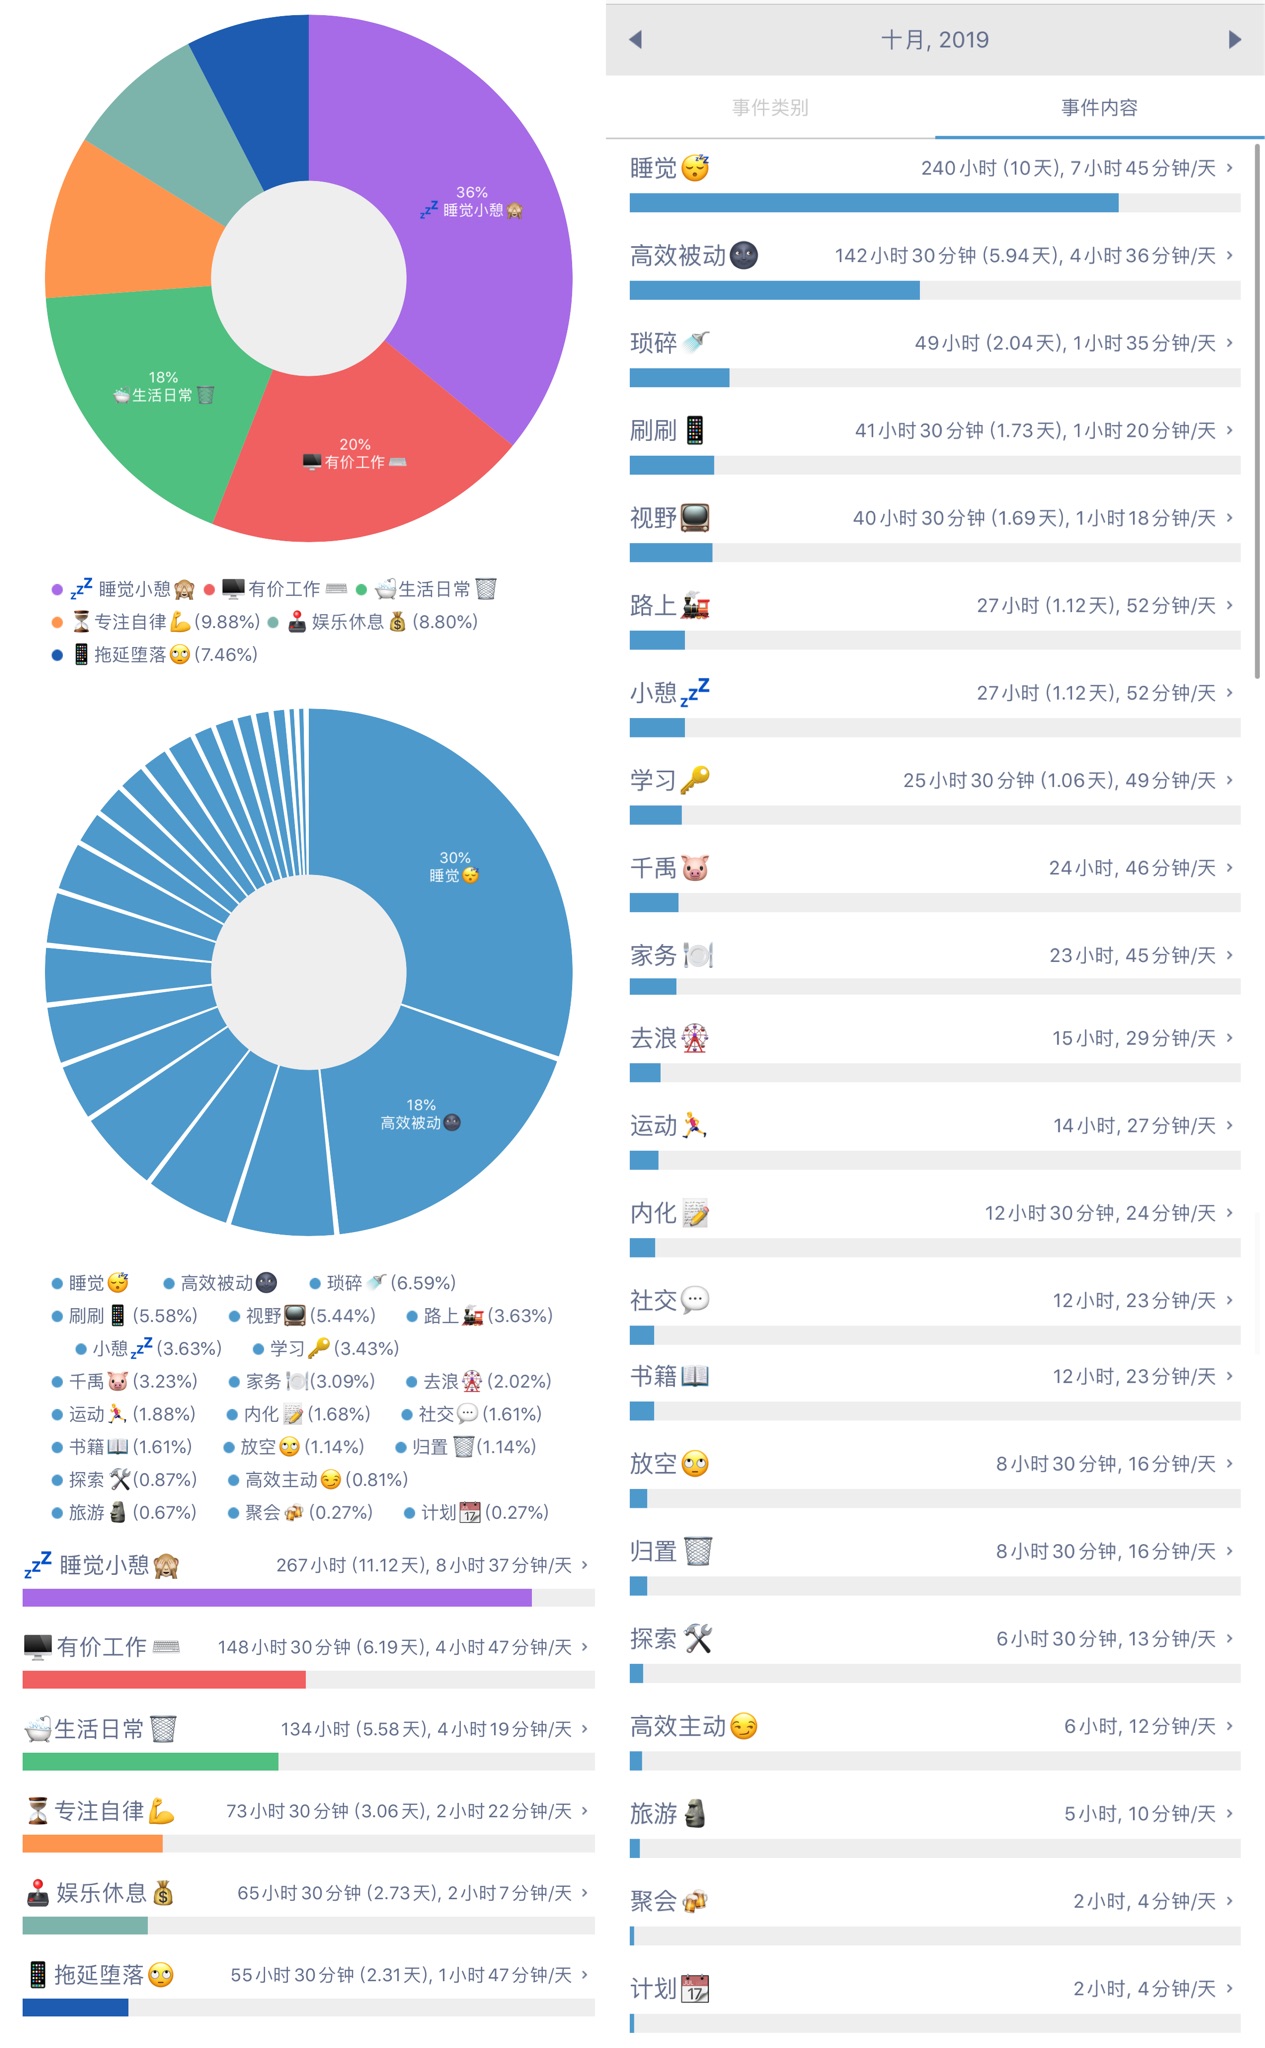 36%
💤 睡觉小憩🙈
18%
🛁生活日常🗑
20%
🖥有价工作⌨
💤 睡觉小憩🙈 🖥有价工作⌨ 🛁生活日常🗑
⏳专注自律💪(9.88%) 🕹娱乐休息💰(8.80%)
📱拖延堕落🙄(7.46%)
30%
睡觉😴
18%
高效被动🌚
睡觉😴 高效被动🌚 琐碎🚿(6.59%)
刷刷📱(5.58%) 视野📺(5.44%) 路上🚂(3.63%)
小憩💤(3.63%) 学习🔑(3.43%)
千禹🐷(3.23%) 家务🍽(3.09%) 去浪🎡(2.02%)
运动🏃(1.88%) 内化📝(1.68%) 社交💬(1.61%)
书籍📖(1.61%) 放空🙄(1.14%) 归置🗑(1.14%)
探索🛠(0.87%) 高效主动😏(0.81%)
旅游🗿(0.67%) 聚会🍻(0.27%) 计划📆(0.27%)
💤 睡觉小憩🙈 267小时 (11.12天), 8小时37分钟/天 ›
🖥有价工作⌨ 148小时30分钟 (6.19天), 4小时47分钟/天 ›
🛁生活日常🗑 134小时 (5.58天), 4小时19分钟/天 ›
⏳专注自律💪 73小时30分钟 (3.06天), 2小时22分钟/天 ›
🕹娱乐休息💰 65小时30分钟 (2.73天), 2小时7分钟/天 ›
📱拖延堕落🙄 55小时30分钟 (2.31天), 1小时47分钟/天 ›
十月, 2019
事件类别 事件内容
睡觉😴 240小时 (10天), 7小时45分钟/天 ›
高效被动🌚 142小时30分钟 (5.94天), 4小时36分钟/天 ›
琐碎🚿 49小时 (2.04天), 1小时35分钟/天 ›
刷刷📱 41小时30分钟 (1.73天), 1小时20分钟/天 ›
视野📺 40小时30分钟 (1.69天), 1小时18分钟/天 ›
路上🚂 27小时 (1.12天), 52分钟/天 ›
小憩💤 27小时 (1.12天), 52分钟/天 ›
学习🔑 25小时30分钟 (1.06天), 49分钟/天 ›
千禹🐷 24小时, 46分钟/天 ›
家务🍽 23小时, 45分钟/天 ›
去浪🎡 15小时, 29分钟/天 ›
运动🏃 14小时, 27分钟/天 ›
内化📝 12小时30分钟, 24分钟/天 ›
社交💬 12小时, 23分钟/天 ›
书籍📖 12小时, 23分钟/天 ›
放空🙄 8小时30分钟, 16分钟/天 ›
归置🗑 8小时30分钟, 16分钟/天 ›
探索🛠 6小时30分钟, 13分钟/天 ›
高效主动😏 6小时, 12分钟/天 ›
旅游🗿 5小时, 10分钟/天 ›
聚会🍻 2小时, 4分钟/天 ›
计划📆 2小时, 4分钟/天 ›